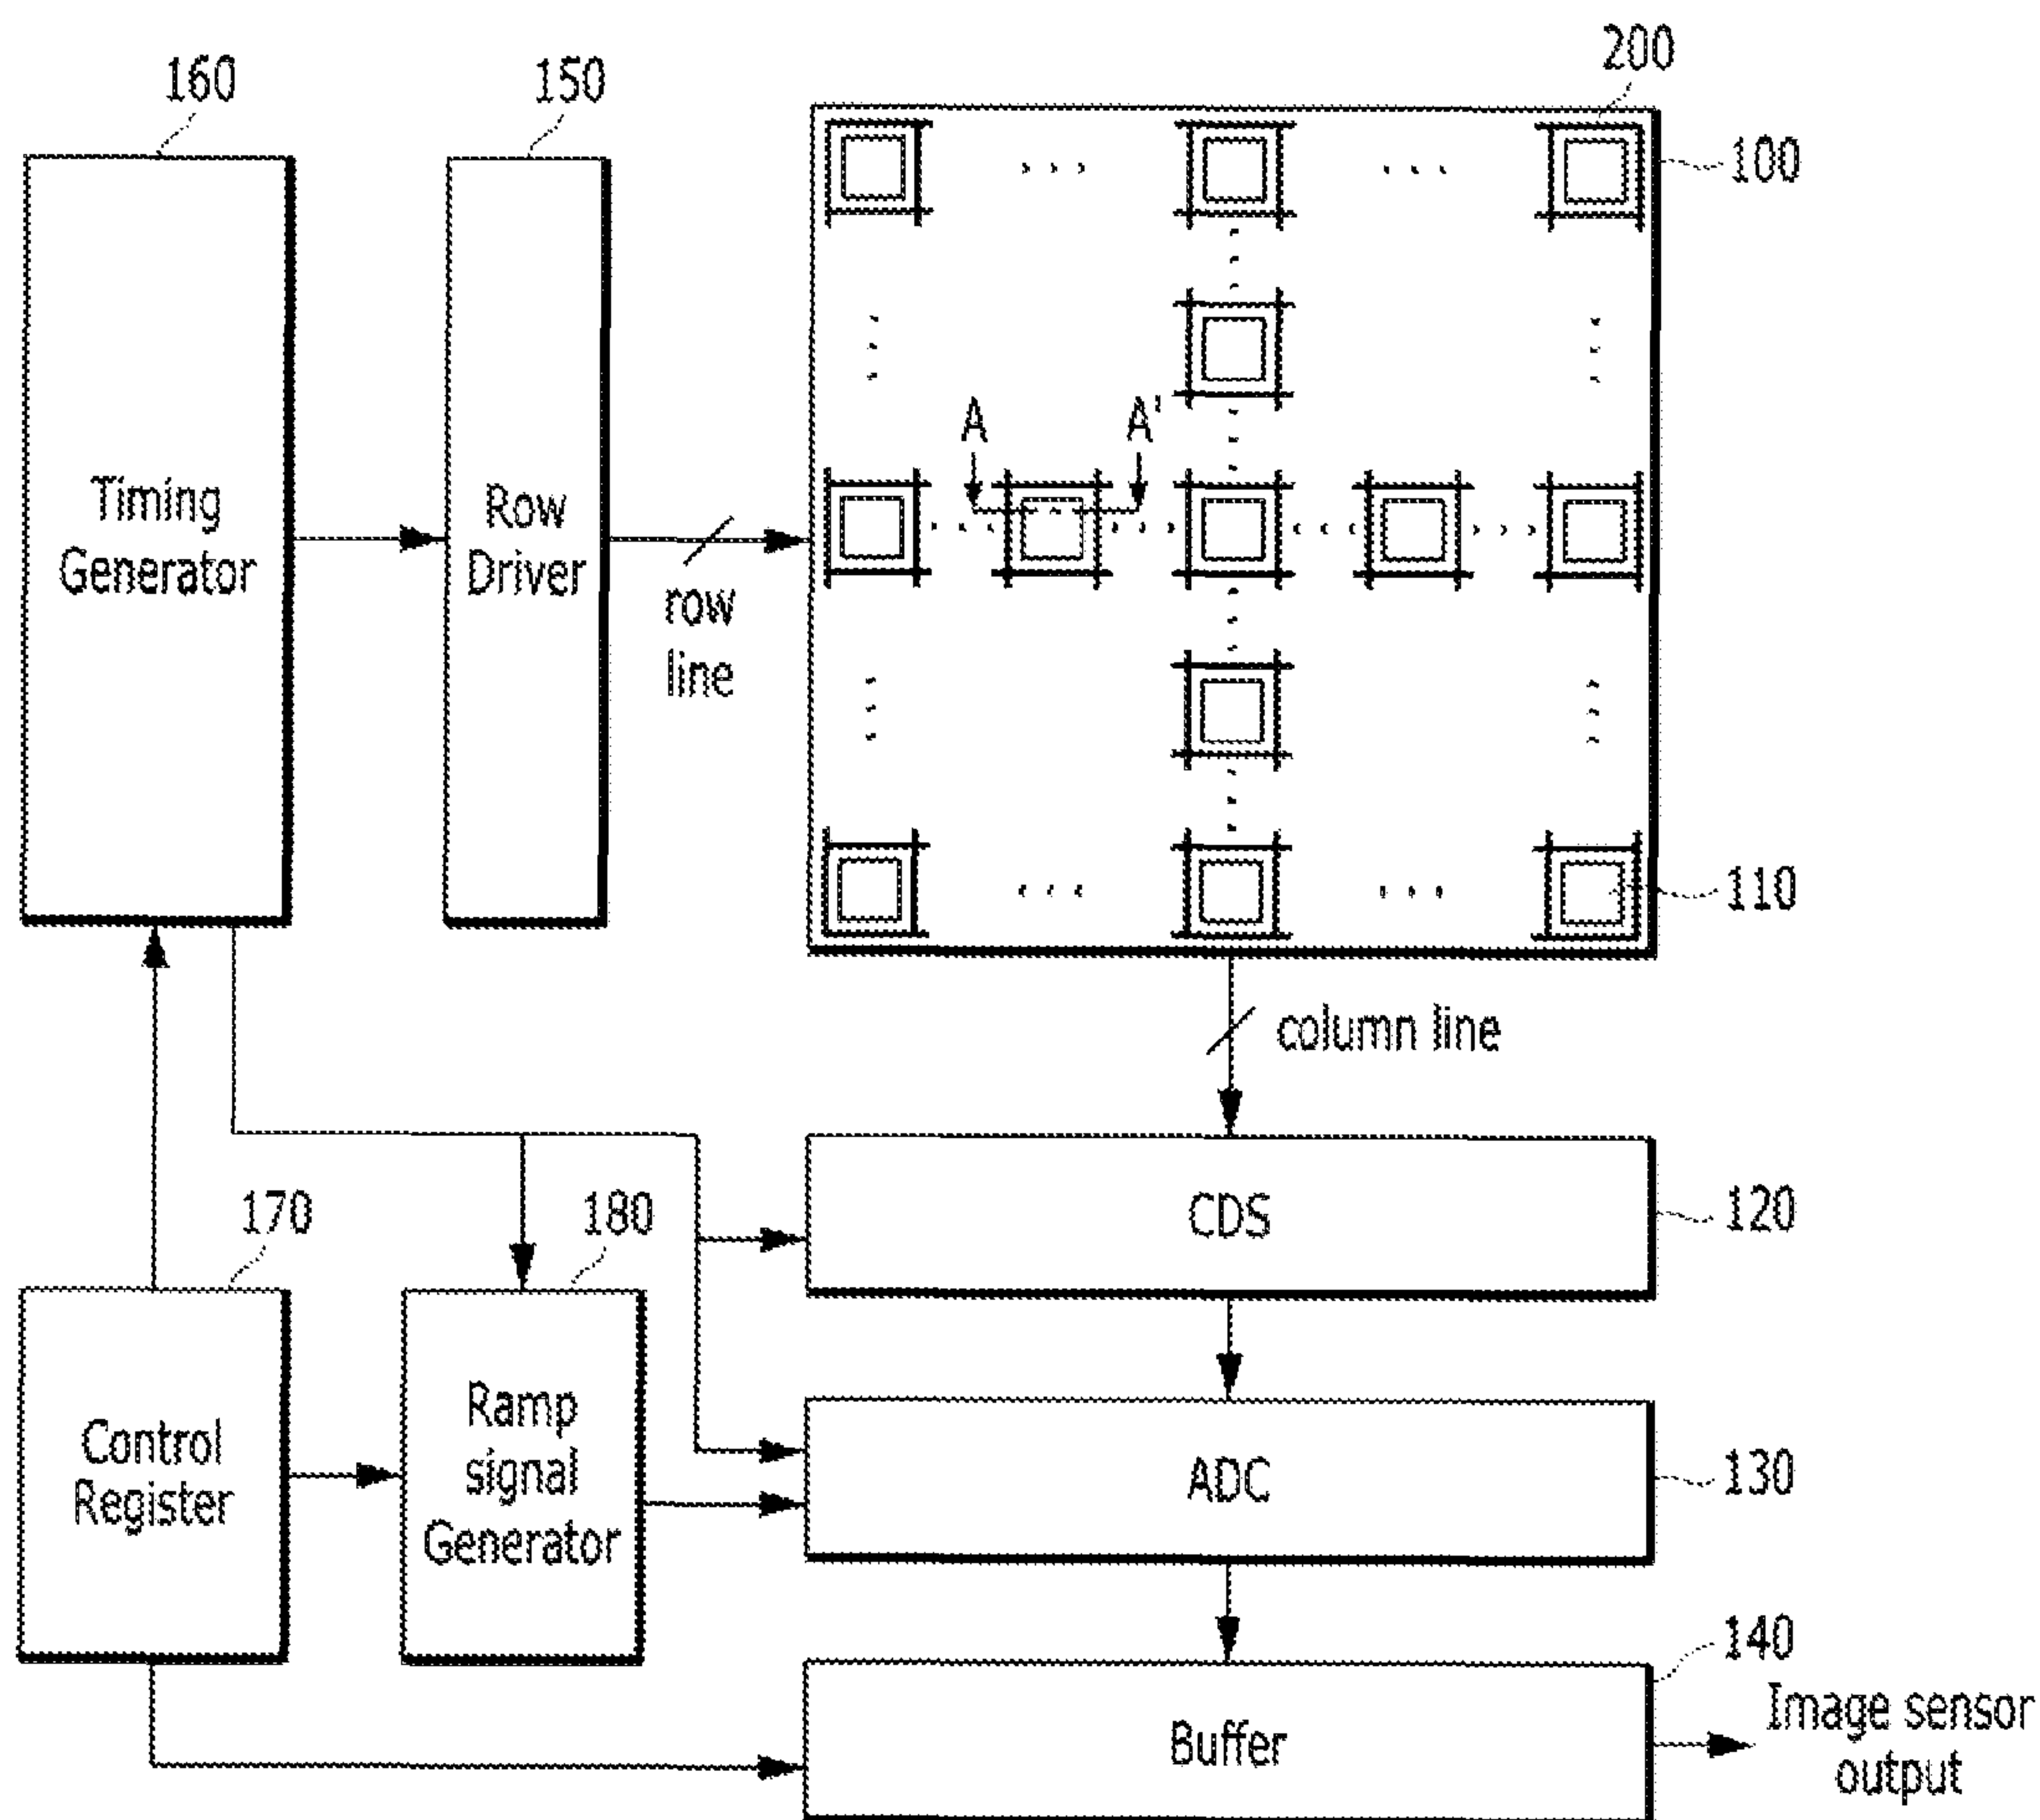 200
160
150
100
Timing
Generator
Row
Driver
row
line
A
A'
110
column line
170
180
CDS
120
Control
Register
Ramp
signal
Generator
ADC
130
140
Buffer
Image sensor
output